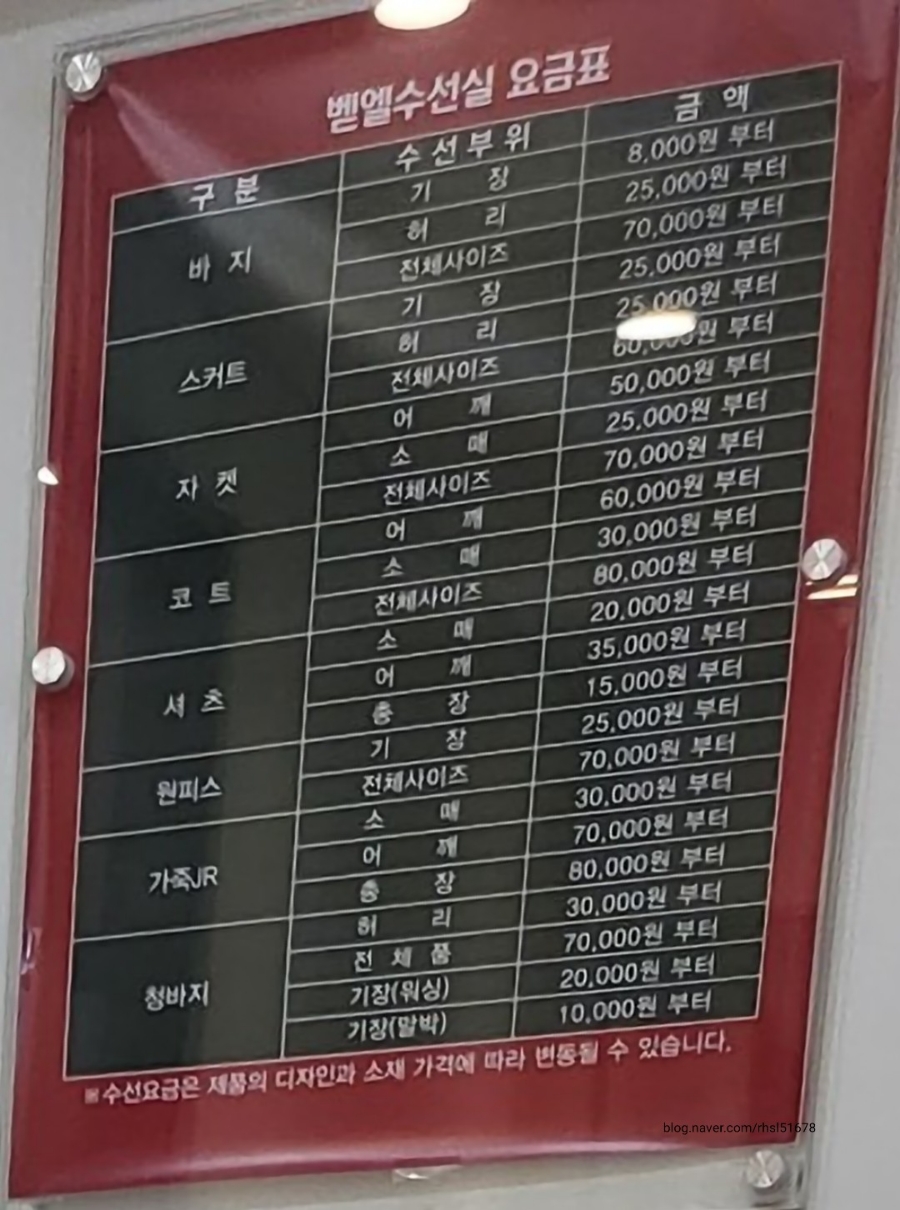 벧엘수선실 요금표
구 분 수선부위 금 액
바 지 기 장 8,000원 부터
허 리 25,000원 부터
전체사이즈 70,000원 부터
스커트 기 장 25,000원 부터
허 리 25,000원 부터
전체사이즈 60,000원 부터
자 켓 어 깨 50,000원 부터
소 매 25,000원 부터
전체사이즈 70,000원 부터
코 트 어 깨 60,000원 부터
소 매 30,000원 부터
전체사이즈 80,000원 부터
셔 츠 소 매 20,000원 부터
어 깨 35,000원 부터
총 장 15,000원 부터
원피스 기 장 25,000원 부터
전체사이즈 70,000원 부터
가죽JR 소 매 30,000원 부터
어 깨 70,000원 부터
총 장 80,000원 부터
청바지 허 리 30,000원 부터
전 체 품 70,000원 부터
기장(워싱) 20,000원 부터
기장(말박) 10,000원 부터
※수선요금은 제품의 디자인과 소재 가격에 따라 변동될 수 있습니다.
blog.naver.com/rhsl51678